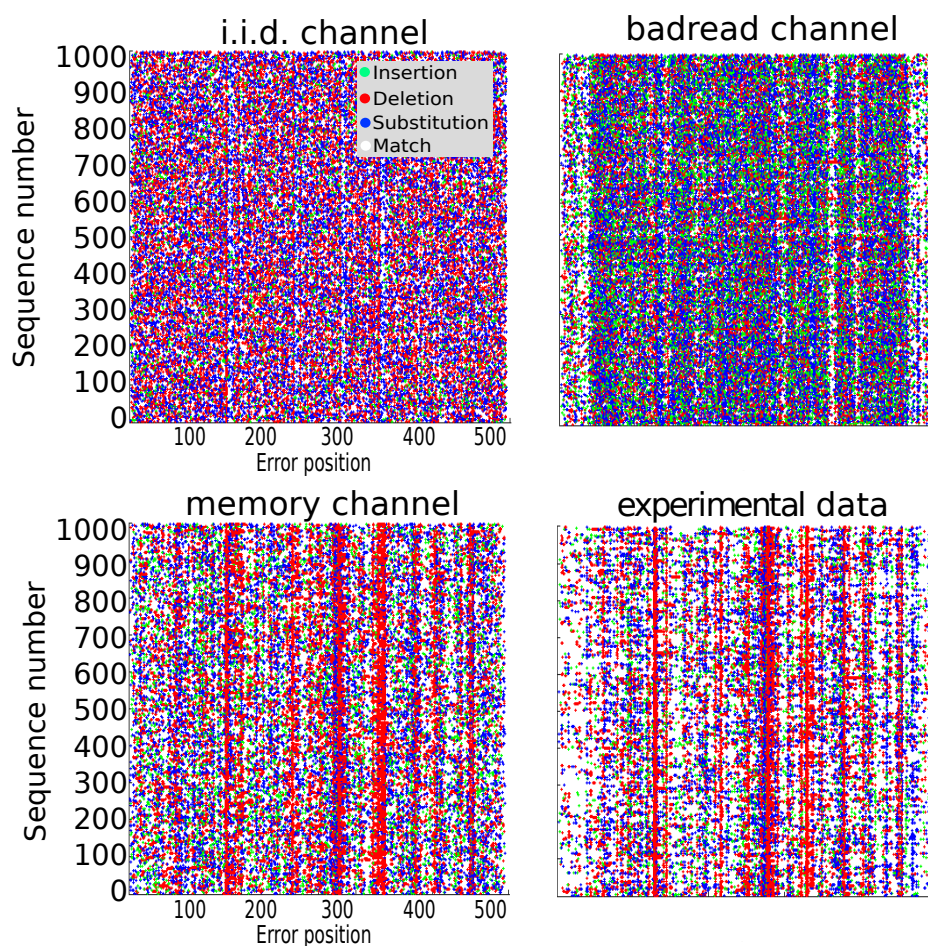 i.i.d. channel
badread channel
Sequence number
1000
900
800
700
600
500
400
300
200
100
0
Insertion
Deletion
Substitution
Match
100 200 300 400 500
Error position
memory channel
experimental data
Sequence number
1000
900
800
700
600
500
400
300
200
100
0
100 200 300 400 500
Error position